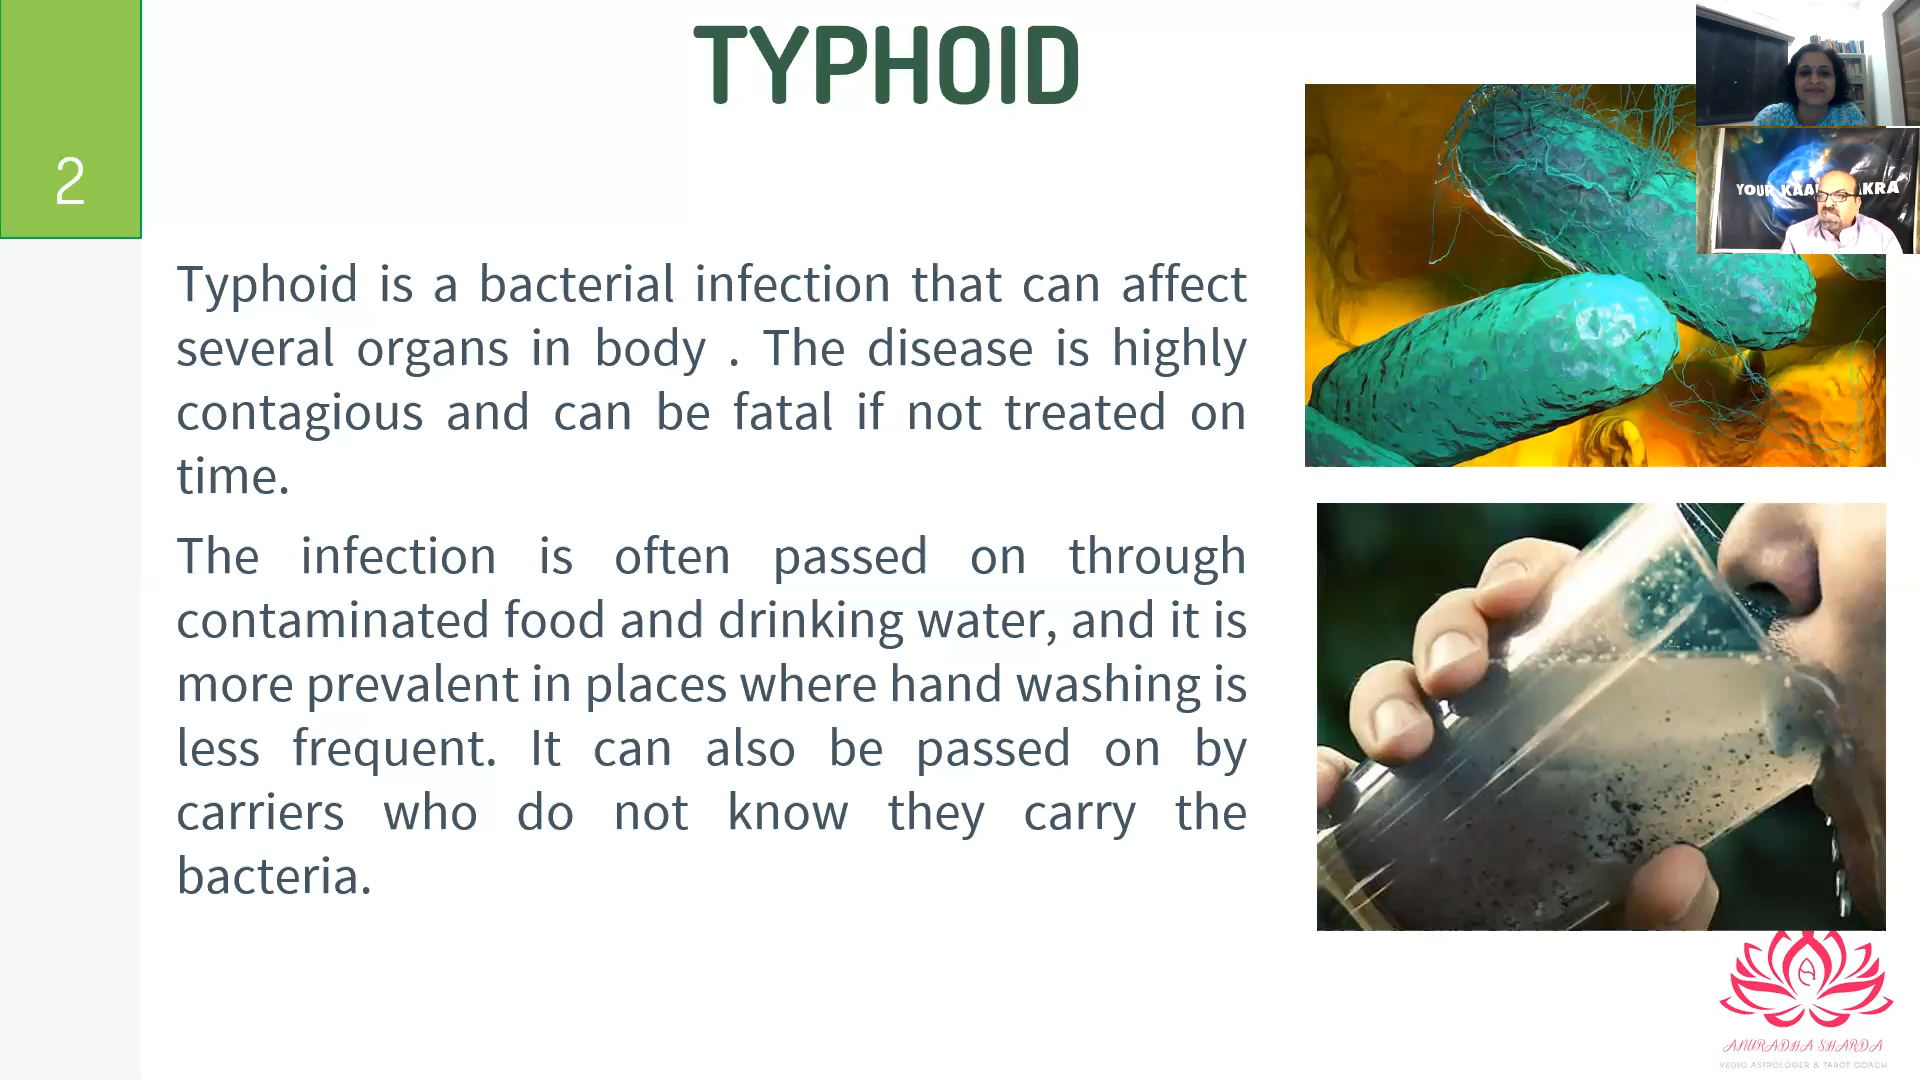 TYPHOID
2
YOUR KAA KRA
Typhoid is a bacterial infection that can affect
several organs in body . The disease is highly
contagious and can be fatal if not treated on
time.
The infection is often passed on through
contaminated food and drinking water, and it is
more prevalent in places where hand washing is
less frequent. It can also be passed on by
carriers who do not know they carry the
bacteria.
ANURADHA SHARDA
VEDIC ASTROLOGER & TAROT COACH